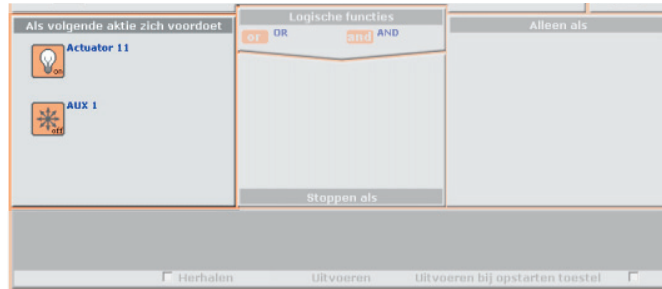 Als volgende aktie zich voordoet
Actuator 11
on
AUX 1
off
Logische functies
or OR and AND
Stoppen als
Alleen als
Herhalen Uitvoeren Uitvoeren bij opstarten toestel